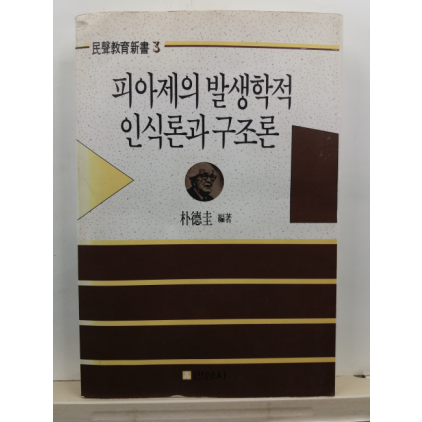 民聲教育新書 3
피아제의 발생학적
인식론과 구조론
朴德圭 編著